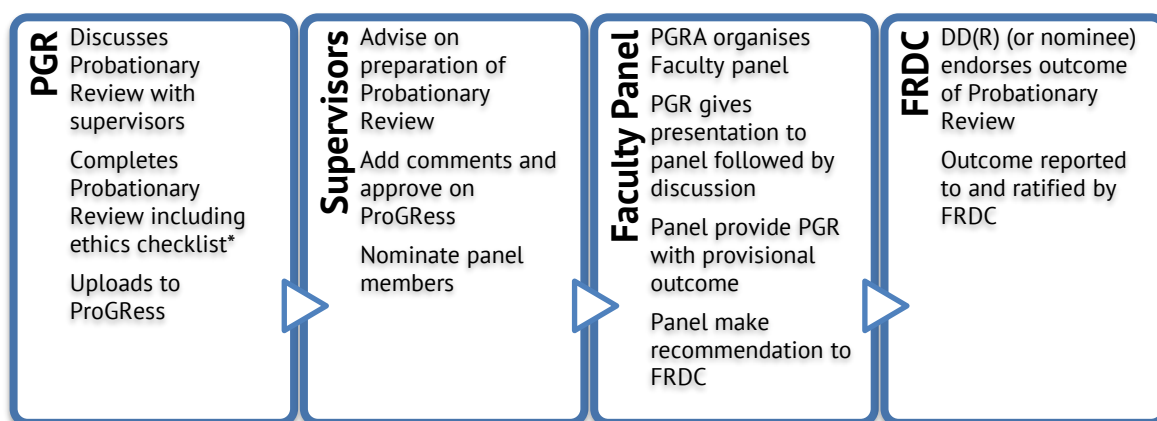 PGR
Discusses
Probationary
Review with
supervisors
Completes
Probationary
Review including
ethics checklist*
Uploads to
ProGRess
Supervisors
Advise on
preparation of
Probationary
Review
Add comments and
approve on
ProGRess
Nominate panel
members
Faculty Panel
PGRA organises
Faculty panel
PGR gives
presentation to
panel followed by
discussion
Panel provide PGR
with provisional
outcome
Panel make
recommendation to
FRDC
FRDC
DD(R) (or nominee)
endorses outcome
of Probationary
Review
Outcome reported
to and ratified by
FRDC